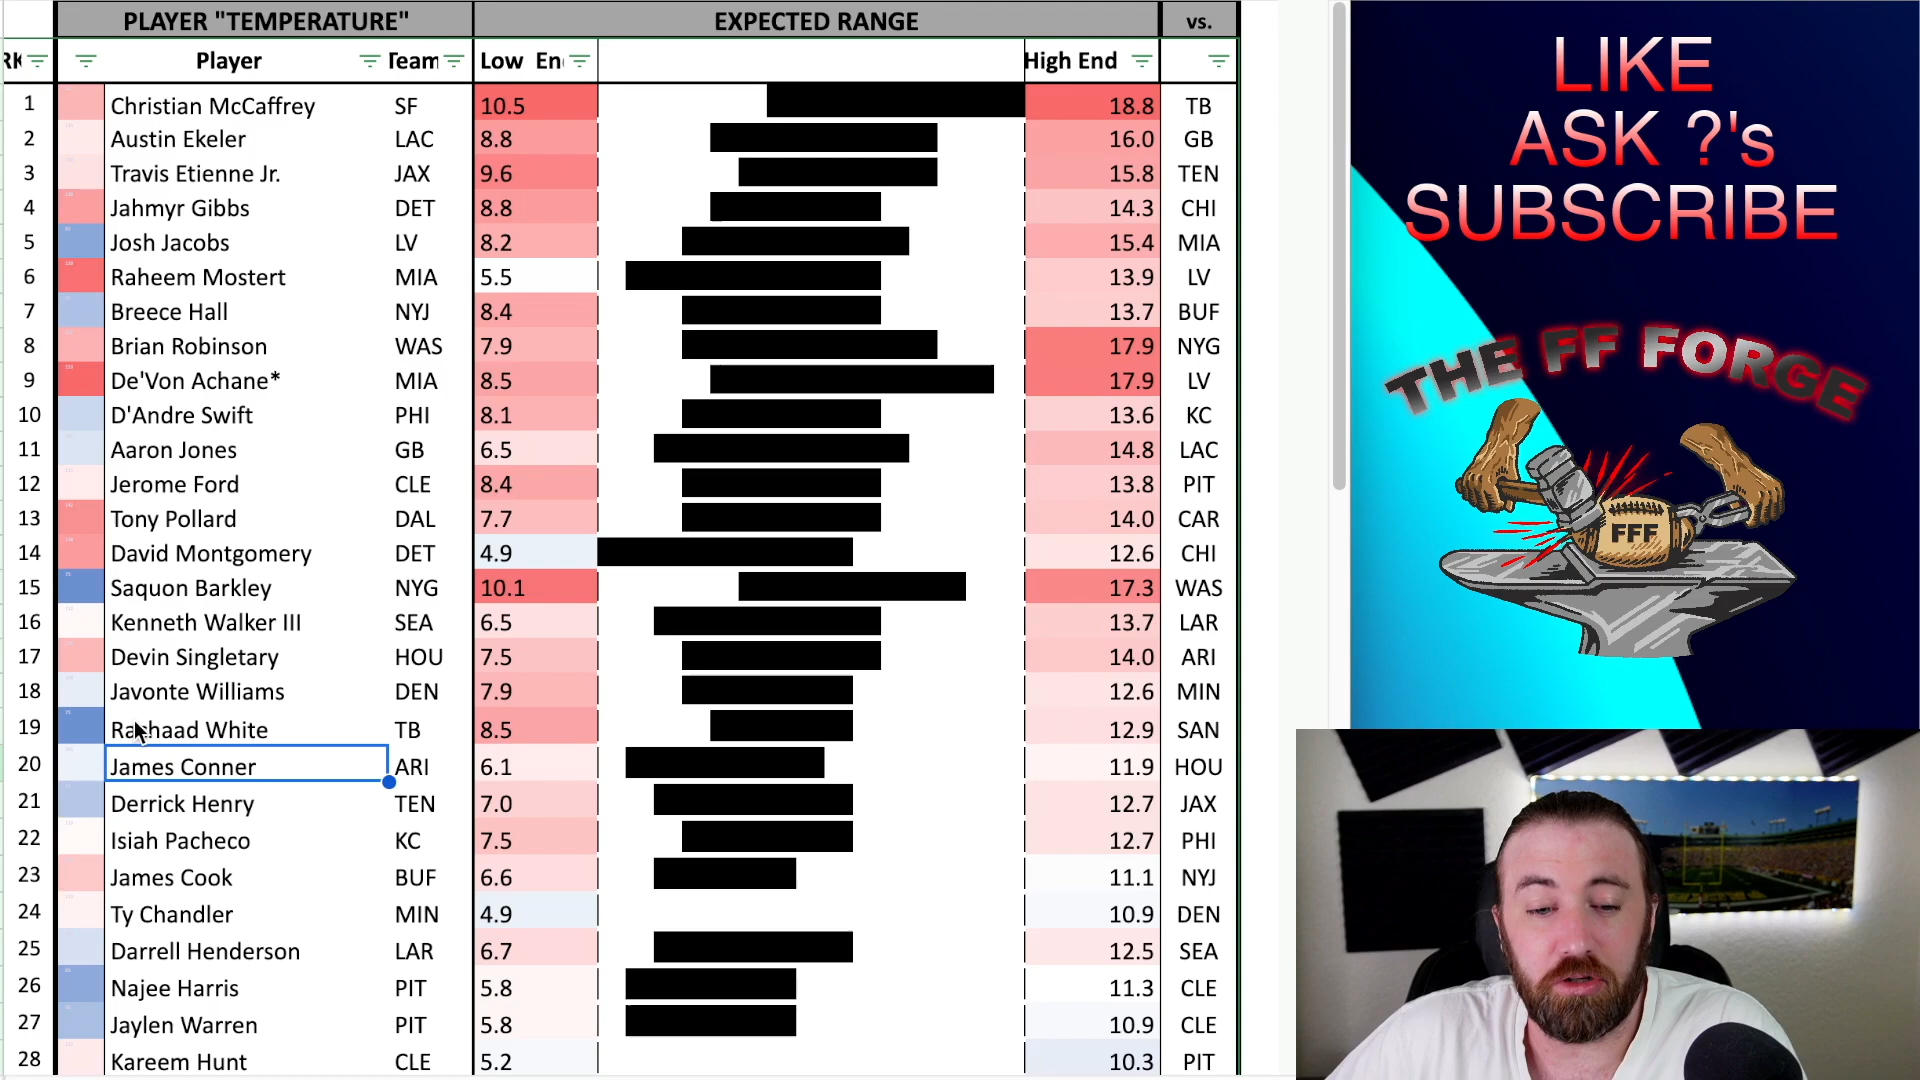 PLAYER "TEMPERATURE" EXPECTED RANGE vs.
Player Team Low En High End
1 Christian McCaffrey SF 10.5 18.8 TB
2 Austin Ekeler LAC 8.8 16.0 GB
3 Travis Etienne Jr. JAX 9.6 15.8 TEN
4 Jahmyr Gibbs DET 8.8 14.3 CHI
5 Josh Jacobs LV 8.2 15.4 MIA
6 Raheem Mostert MIA 5.5 13.9 LV
7 Breece Hall NYJ 8.4 13.7 BUF
8 Brian Robinson WAS 7.9 17.9 NYG
9 De'Von Achane* MIA 8.5 17.9 LV
10 D'Andre Swift PHI 8.1 13.6 KC
11 Aaron Jones GB 6.5 14.8 LAC
12 Jerome Ford CLE 8.4 13.8 PIT
13 Tony Pollard DAL 7.7 14.0 CAR
14 David Montgomery DET 4.9 12.6 CHI
15 Saquon Barkley NYG 10.1 17.3 WAS
16 Kenneth Walker III SEA 6.5 13.7 LAR
17 Devin Singletary HOU 7.5 14.0 ARI
18 Javonte Williams DEN 7.9 12.6 MIN
19 Rachaad White TB 8.5 12.9 SAN
20 James Conner ARI 6.1 11.9 HOU
21 Derrick Henry TEN 7.0 12.7 JAX
22 Isiah Pacheco KC 7.5 12.7 PHI
23 James Cook BUF 6.6 11.1 NYJ
24 Ty Chandler MIN 4.9 10.9 DEN
25 Darrell Henderson LAR 6.7 12.5 SEA
26 Najee Harris PIT 5.8 11.3 CLE
27 Jaylen Warren PIT 5.8 10.9 CLE
28 Kareem Hunt CLE 5.2 10.3 PIT
LIKE
ASK ?'s
SUBSCRIBE
THE FF FORGE
FFF